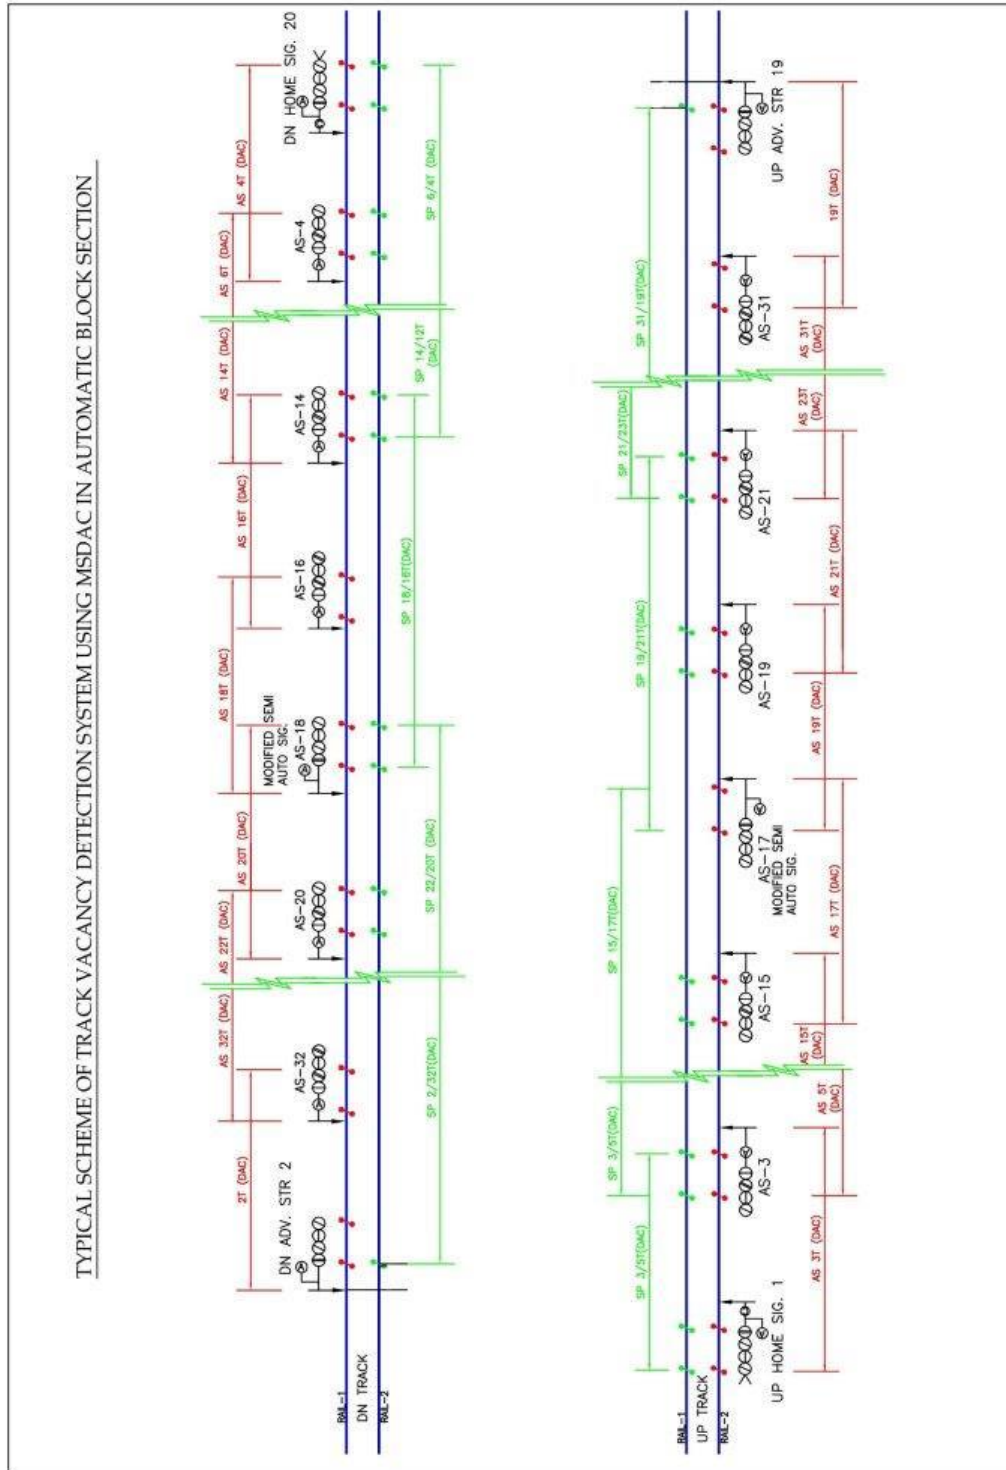 TYPICAL SCHEME OF TRACK VACANCY DETECTION SYSTEM USING MSDAC IN AUTOMATIC BLOCK SECTION
AS 32T (DAC)
AS 22T (DAC)
AS 18T (DAC)
AS 14T (DAC)
AS 6T (DAC)
2T (DAC)
AS 20T (DAC)
AS 16T (DAC)
AS 4T (DAC)
DN ADV. STR 2
AS-32
AS-20
MODIFIED SEMI
AUTO SIG.
AS-18
AS-16
AS-14
AS-4
DN HOME SIG. 20
RAIL-1
DN TRACK
RAIL-2
SP 18/16T(DAC)
SP 14/12T
(DAC)
SP 2/32T(DAC)
SP 22/20T (DAC)
SP 6/4T (DAC)
SP 3/5T(DAC)
SP 15/17T(DAC)
SP 21/23T(DAC)
SP 3/5T(DAC)
SP 31/19T(DAC)
RAIL-1
UP TRACK
RAIL-2
UP HOME SIG. 1
AS-3
AS-15
AS-17
MODIFIED SEMI
AUTO SIG.
AS-19
AS-21
AS-31
UP ADV. STR 19
AS 3T (DAC)
AS 5T
(DAC)
AS 15T
(DAC)
AS 17T (DAC)
AS 19T (DAC)
AS 21T (DAC)
AS 23T
(DAC)
AS 31T
(DAC)
19T (DAC)